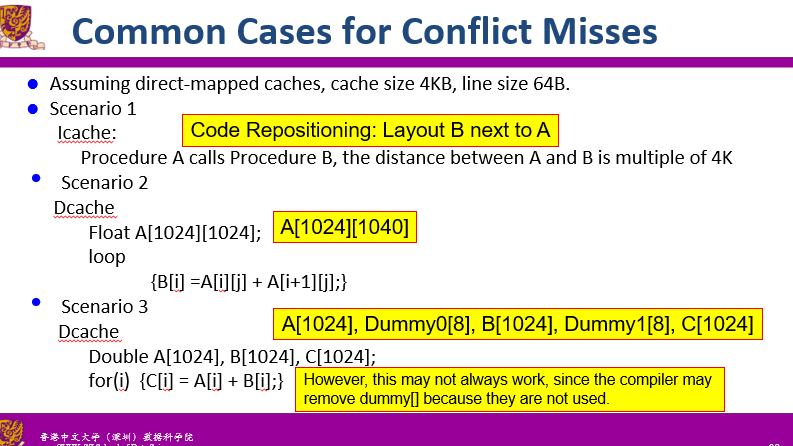 Common Cases for Conflict Misses
Assuming direct-mapped caches, cache size 4KB, line size 64B.
Scenario 1
Icache:
Code Repositioning: Layout B next to A
Procedure A calls Procedure B, the distance between A and B is multiple of 4K
Scenario 2
Dcache
Float A[1024][1024];
A[1024][1040]
loop
{B[i] =A[i][j] + A[i+1][j];}
Scenario 3
A[1024], Dummy0[8], B[1024], Dummy1[8], C[1024]
Dcache
Double A[1024], B[1024], C[1024];
for(i) {C[i] = A[i] + B[i];}
However, this may not always work, since the compiler may
remove dummy[] because they are not used.
香港中文大学（深圳）数据科学院